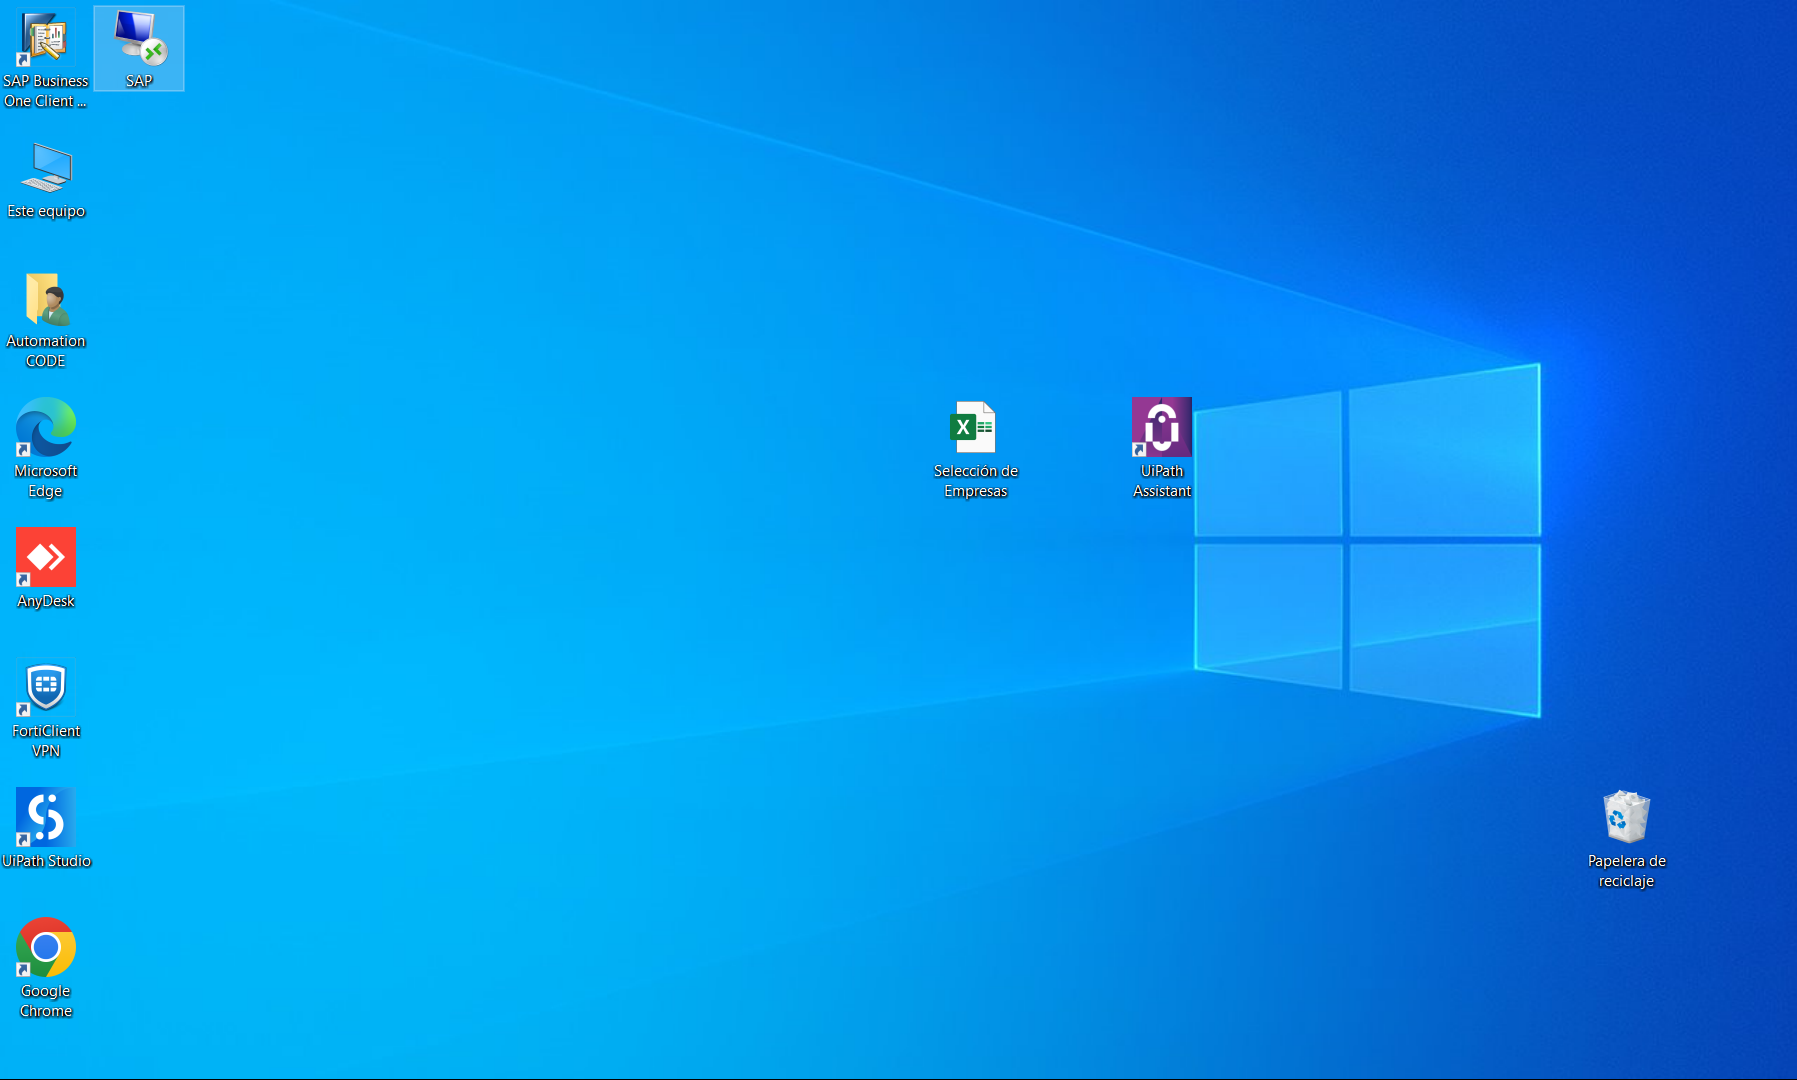 SAP Business
One Client ...
SAP
Este equipo
Automation
CODE
Microsoft
Edge
AnyDesk
FortiClient
VPN
UiPath Studio
Google
Chrome
Selección de
Empresas
UiPath
Assistant
Papelera de
reciclaje